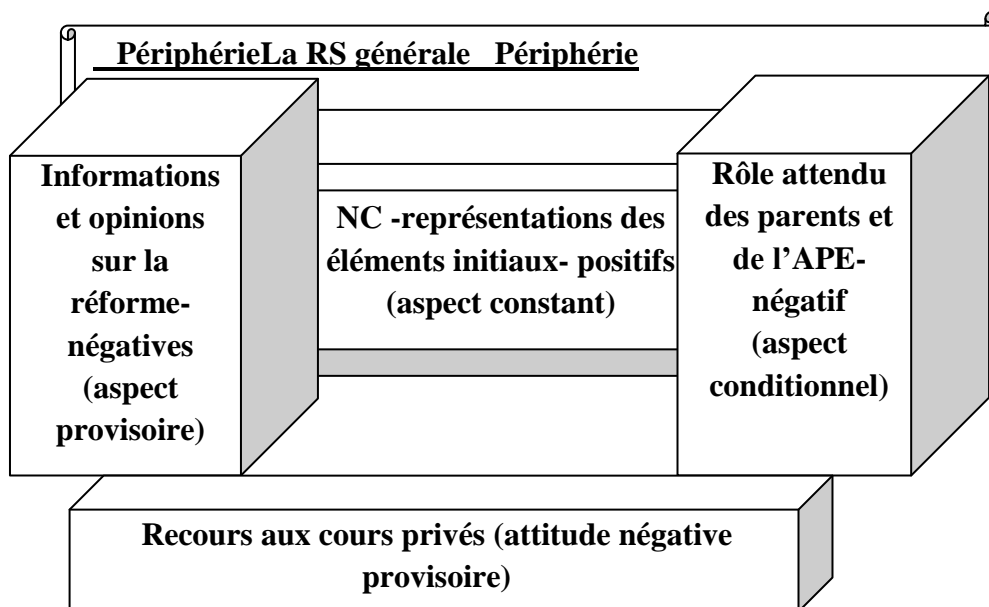 PériphérieLa RS générale Périphérie
Informations
et opinions
sur la
réforme-
négatives
(aspect
provisoire)
NC -représentations des
éléments initiaux- positifs
(aspect constant)
Rôle attendu
des parents et
de l’APE-
négatif
(aspect
conditionnel)
Recours aux cours privés (attitude négative
provisoire)